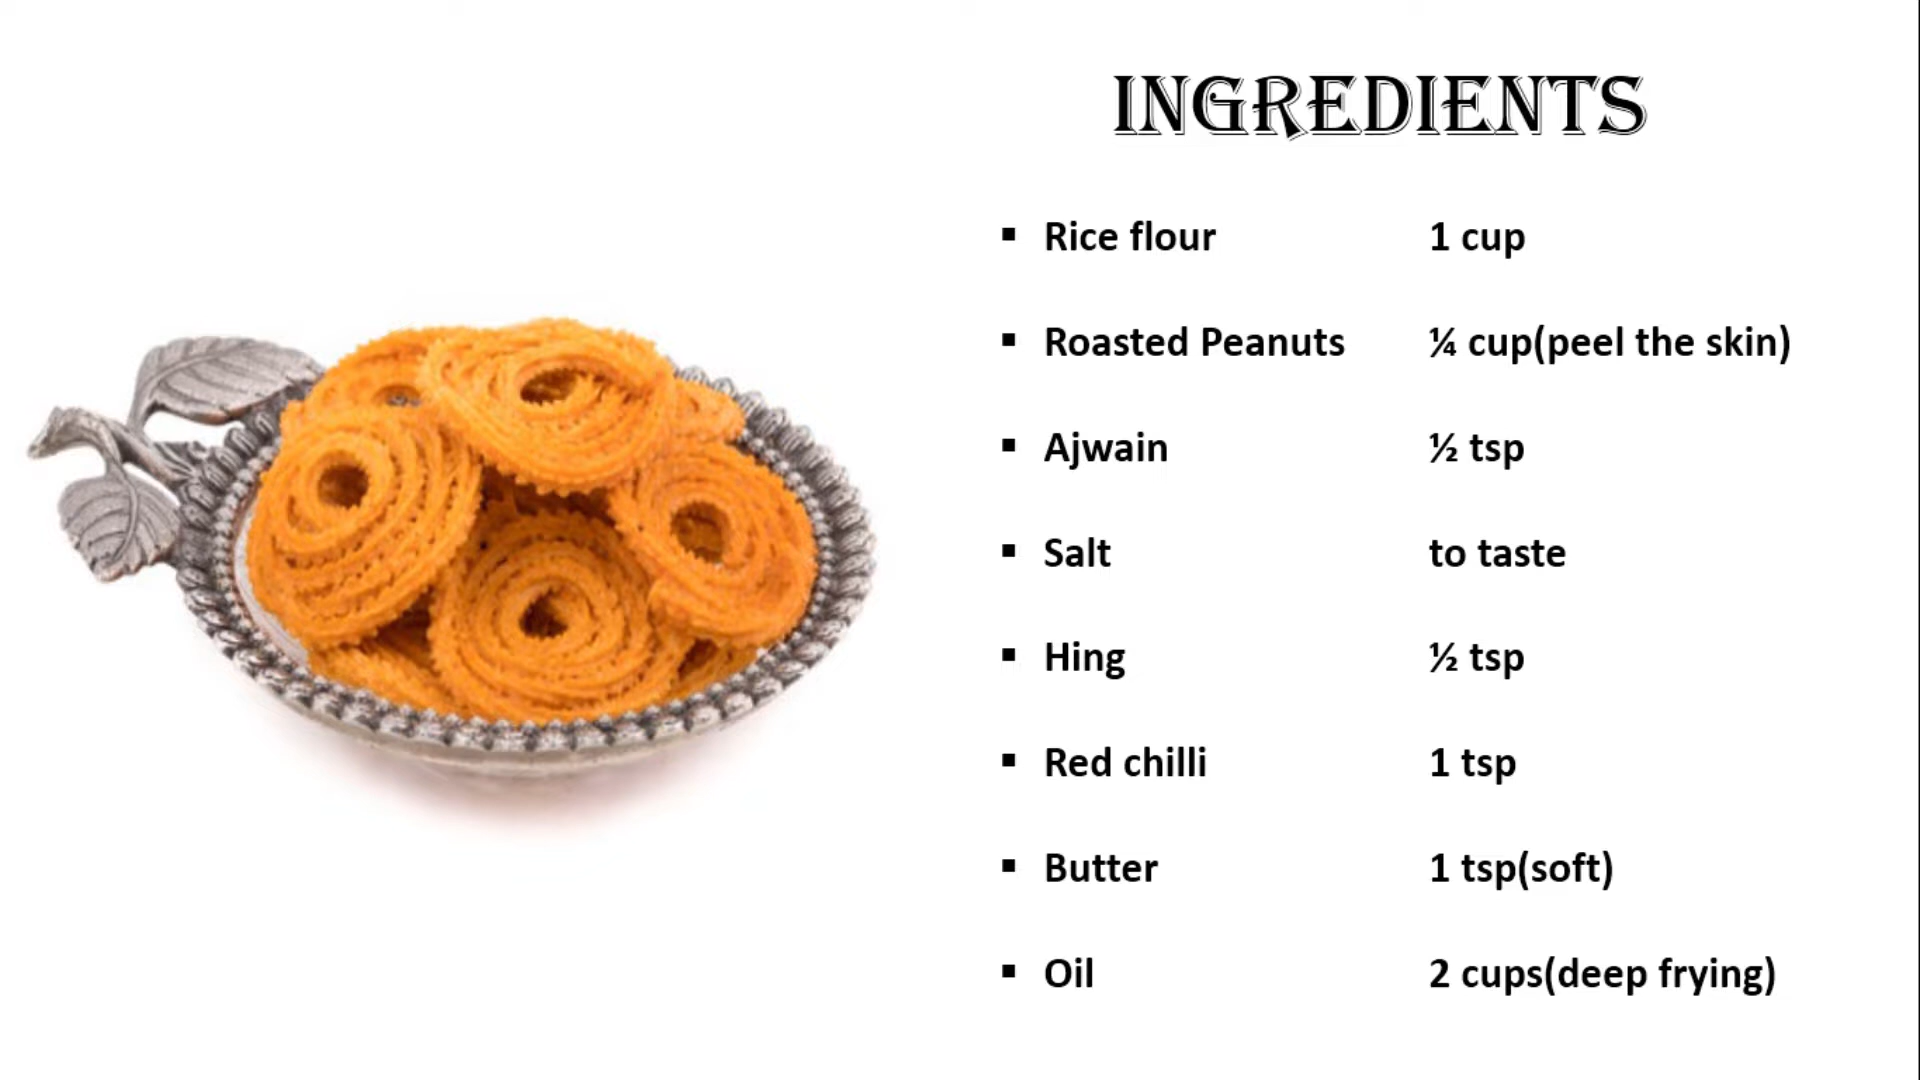 INGREDIENTS
▪ Rice flour 1 cup
▪ Roasted Peanuts ¼ cup(peel the skin)
▪ Ajwain ½ tsp
▪ Salt to taste
▪ Hing ½ tsp
▪ Red chilli 1 tsp
▪ Butter 1 tsp(soft)
▪ Oil 2 cups(deep frying)